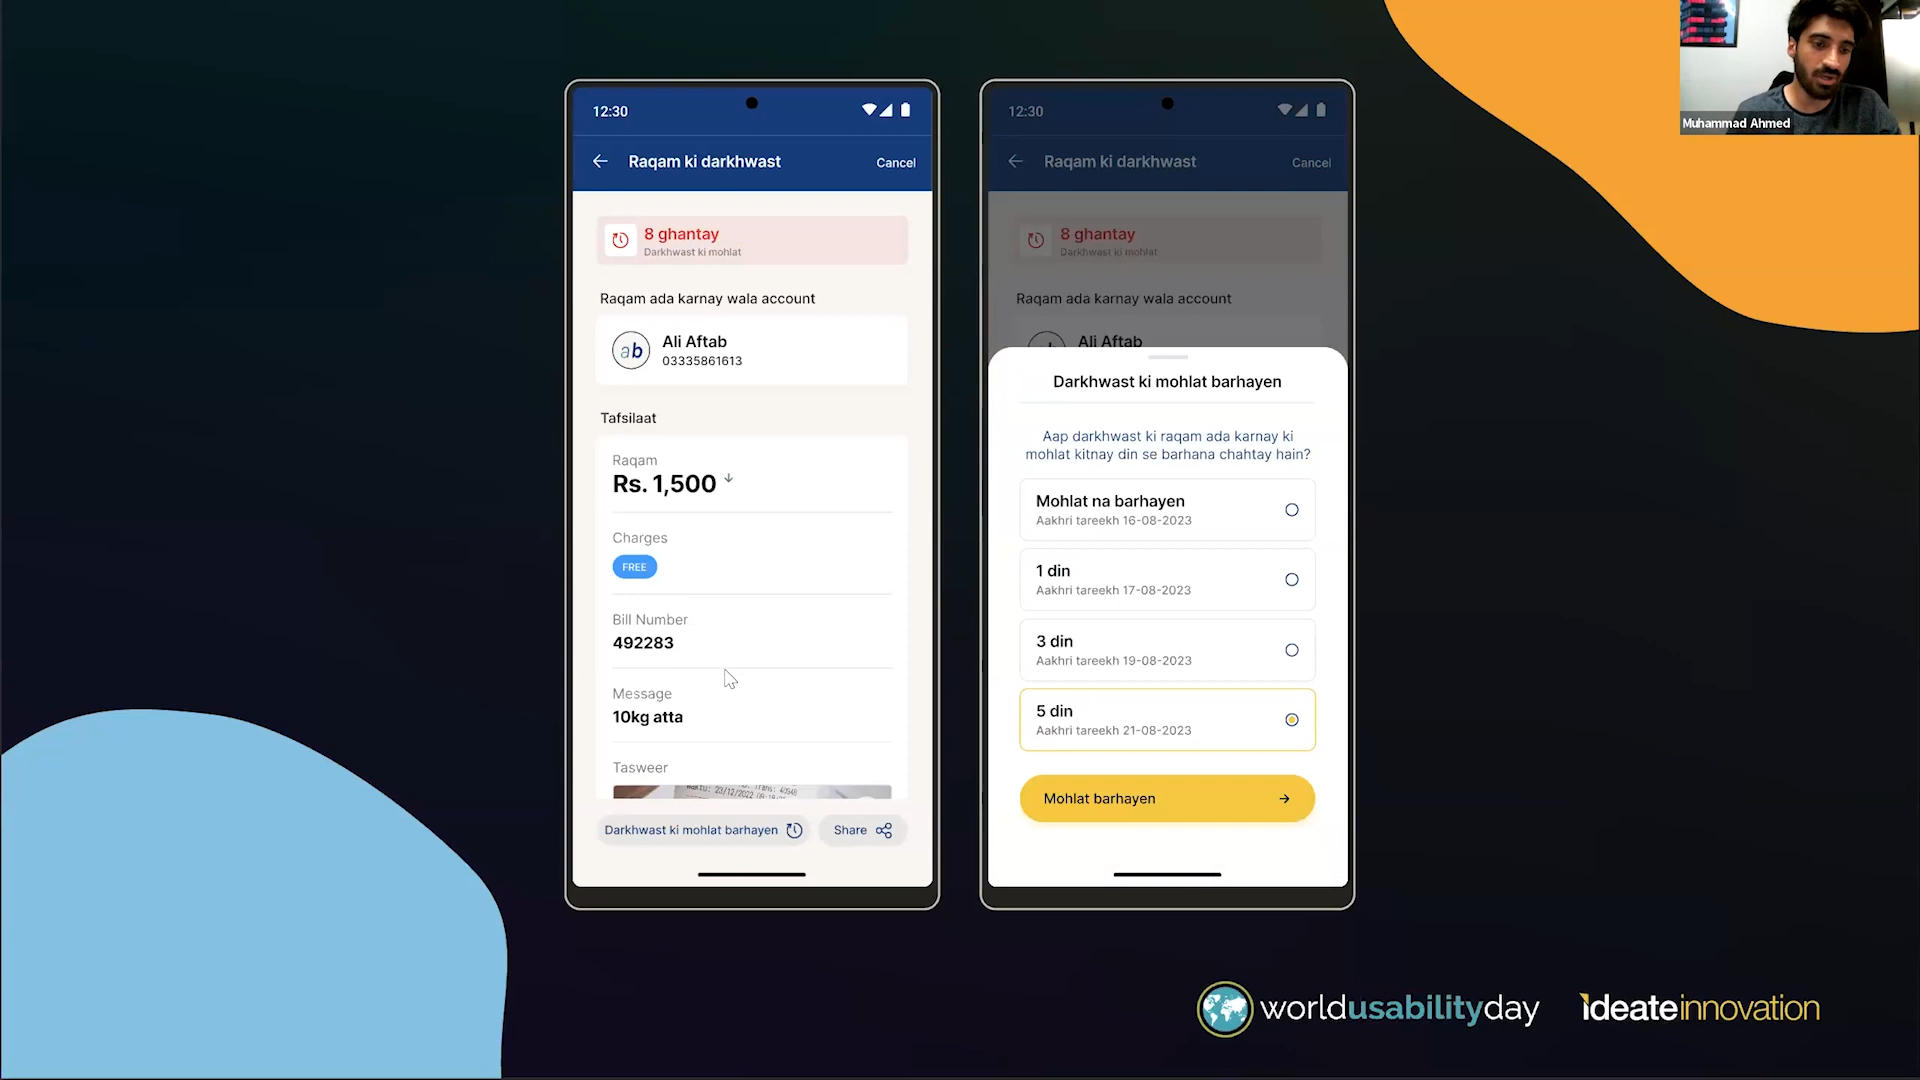 12:30
Raqam ki darkhwast
Cancel
8 ghantay
Darkhwast ki mohlat
Raqam ada karnay wala account
ab
Ali Aftab
03335861613
Tafsilaat
Raqam
Rs. 1,500
Charges
FREE
Bill Number
492283
Message
10kg atta
Tasweer
23/12/2022
Darkhwast ki mohlat barhayen
Share
12:30
Raqam ki darkhwast
Cancel
8 ghantay
Darkhwast ki mohlat
Raqam ada karnay wala account
Ali Aftab
Darkhwast ki mohlat barhayen
Aap darkhwast ki raqam ada karnay ki
mohlat kitnay din se barhana chahtay hain?
Mohlat na barhayen
Aakhri tareekh 16-08-2023
1 din
Aakhri tareekh 17-08-2023
3 din
Aakhri tareekh 19-08-2023
5 din
Aakhri tareekh 21-08-2023
Mohlat barhayen
Muhammad Ahmed
worldusabilityday
ideateinnovation